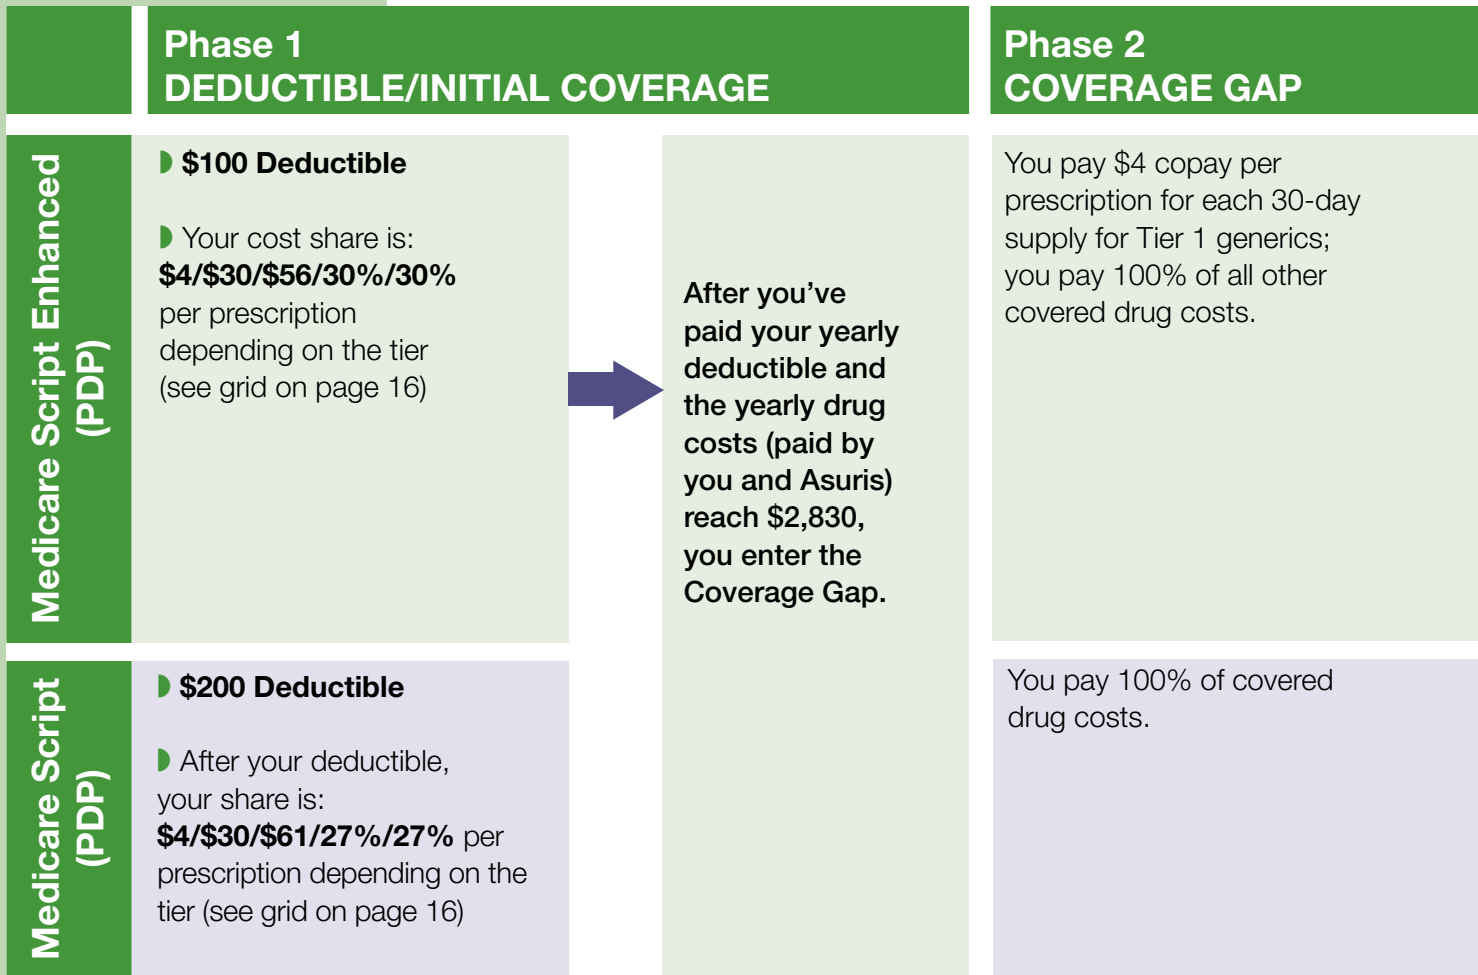 Phase 1
DEDUCTIBLE/INITIAL COVERAGE
Phase 2
COVERAGE GAP
Medicare Script Enhanced
(PDP)
$100 Deductible
Your cost share is:
$4/$30/$56/30%/30%
per prescription
depending on the tier
(see grid on page 16)
After you’ve
paid your yearly
deductible and
the yearly drug
costs (paid by
you and Asuris)
reach $2,830,
you enter the
Coverage Gap.
You pay $4 copay per
prescription for each 30-day
supply for Tier 1 generics;
you pay 100% of all other
covered drug costs.
Medicare Script
(PDP)
$200 Deductible
After your deductible,
your share is:
$4/$30/$61/27%/27% per
prescription depending on the
tier (see grid on page 16)
You pay 100% of covered
drug costs.